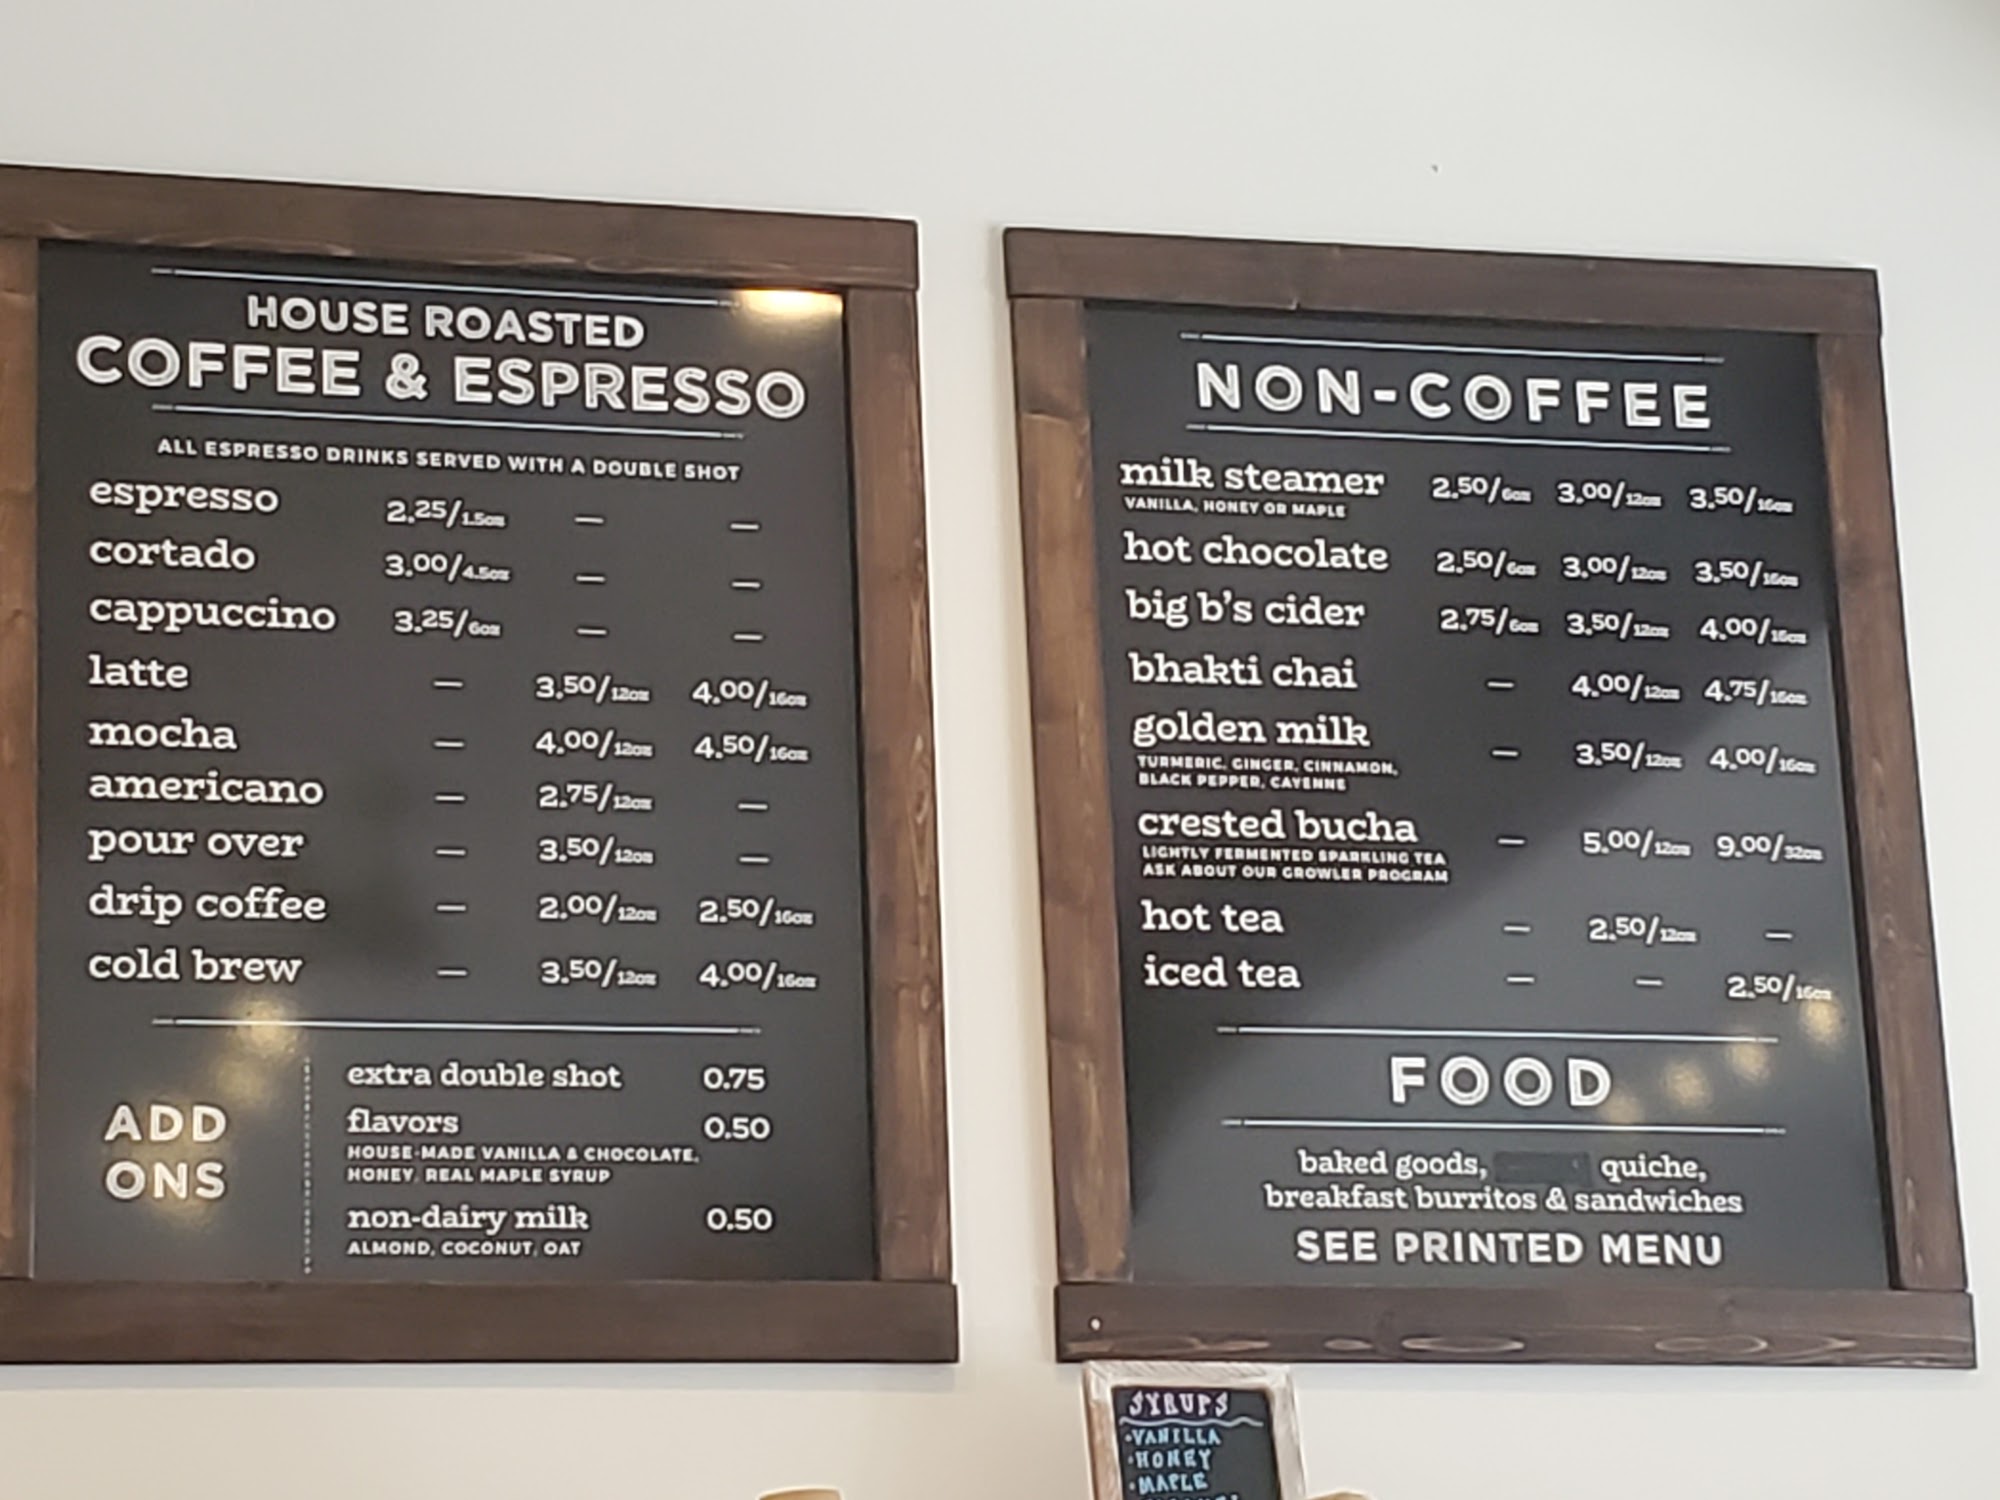 HOUSE ROASTED
COFFEE & ESPRESSO
ALL ESPRESSO DRINKS SERVED WITH A DOUBLE SHOT
espresso 2.25/1.5oz — —
cortado 3.00/4.5oz — —
cappuccino 3.25/6oz — —
latte — 3.50/12oz 4.00/16oz
mocha — 4.00/12oz 4.50/16oz
americano — 2.75/12oz —
pour over — 3.50/12oz —
drip coffee — 2.00/12oz 2.50/16oz
cold brew — 3.50/12oz 4.00/16oz
ADD
ONS
extra double shot 0.75
flavors 0.50
HOUSE-MADE VANILLA & CHOCOLATE,
HONEY, REAL MAPLE SYRUP
non-dairy milk 0.50
ALMOND, COCONUT, OAT
NON-COFFEE
milk steamer 2.50/6oz 3.00/12oz 3.50/16oz
VANILLA, HONEY OR MAPLE
hot chocolate 2.50/6oz 3.00/12oz 3.50/16oz
big b's cider 2.75/6oz 3.50/12oz 4.00/16oz
bhakti chai — 4.00/12oz 4.75/16oz
golden milk — 3.50/12oz 4.00/16oz
TURMERIC, GINGER, CINNAMON,
BLACK PEPPER, CAYENNE
crested bucha — 5.00/12oz 9.00/32oz
LIGHTLY FERMENTED SPARKLING TEA
ASK ABOUT OUR GROWLER PROGRAM
hot tea — 2.50/12oz —
iced tea — — 2.50/16oz
FOOD
baked goods, quiche,
breakfast burritos & sandwiches
SEE PRINTED MENU
SYRUPS
·VANILLA
·HONEY
·MAPLE